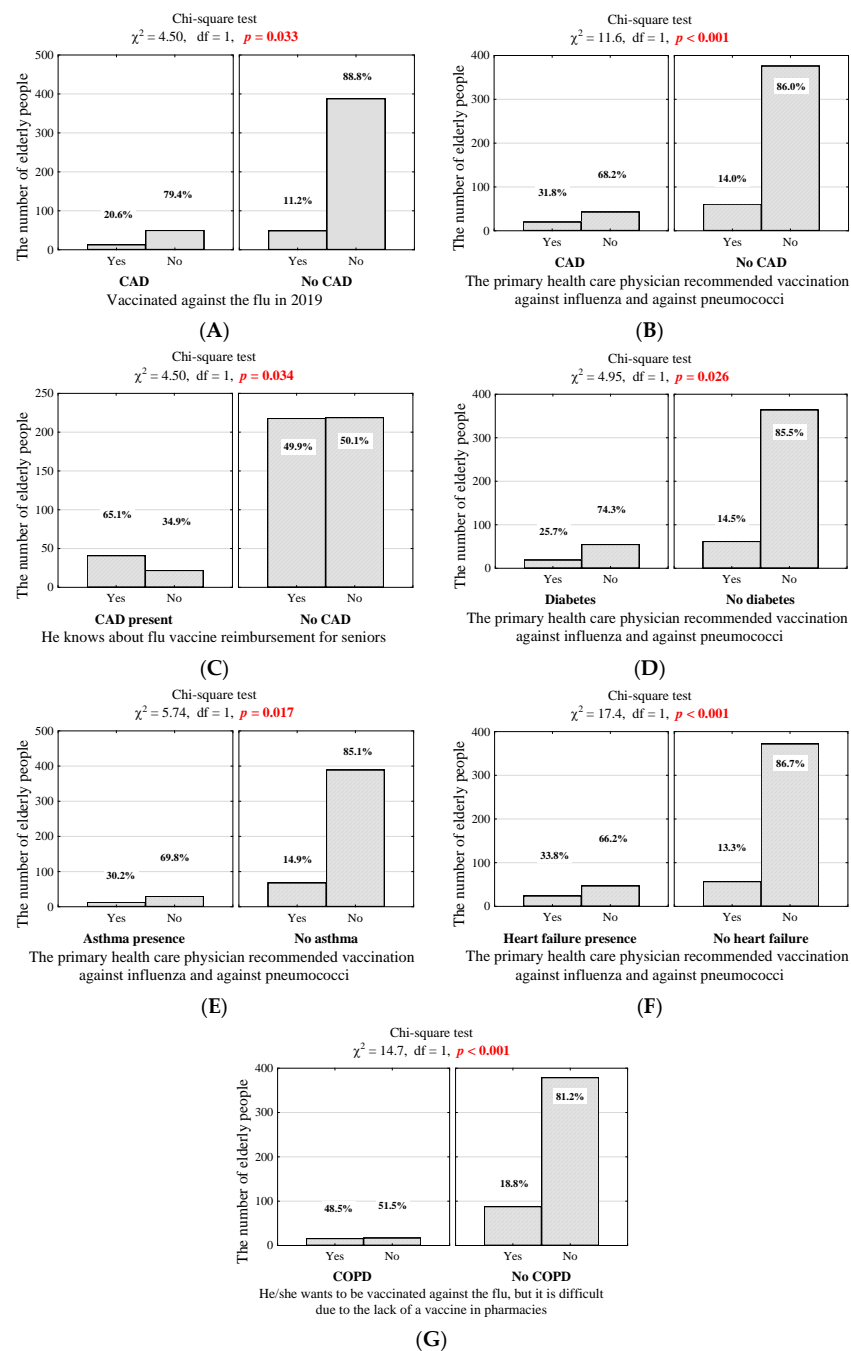 Chi-square test
χ² = 4.50, df = 1, p = 0.033
The number of elderly people
500
400
300
200
100
0
20.6%
79.4%
11.2%
88.8%
Yes No Yes No
CAD No CAD
Vaccinated against the flu in 2019
(A)
Chi-square test
χ² = 11.6, df = 1, p < 0.001
The number of elderly people
400
300
200
100
0
31.8%
68.2%
14.0%
86.0%
Yes No Yes No
CAD No CAD
The primary health care physician recommended vaccination
against influenza and against pneumococci
(B)
Chi-square test
χ² = 4.50, df = 1, p = 0.034
The number of elderly people
250
200
150
100
50
0
65.1%
34.9%
49.9%
50.1%
Yes No Yes No
CAD present No CAD
He knows about flu vaccine reimbursement for seniors
(C)
Chi-square test
χ² = 4.95, df = 1, p = 0.026
The number of elderly people
400
300
200
100
0
25.7%
74.3%
14.5%
85.5%
Yes No Yes No
Diabetes No diabetes
The primary health care physician recommended vaccination
against influenza and against pneumococci
(D)
Chi-square test
χ² = 5.74, df = 1, p = 0.017
The number of elderly people
500
400
300
200
100
0
30.2%
69.8%
14.9%
85.1%
Yes No Yes No
Asthma presence No asthma
The primary health care physician recommended vaccination
against influenza and against pneumococci
(E)
Chi-square test
χ² = 17.4, df = 1, p < 0.001
The number of elderly people
400
300
200
100
0
33.8%
66.2%
13.3%
86.7%
Yes No Yes No
Heart failure presence No heart failure
The primary health care physician recommended vaccination
against influenza and against pneumococci
(F)
Chi-square test
χ² = 14.7, df = 1, p < 0.001
The number of elderly people
400
300
200
100
0
48.5%
51.5%
18.8%
81.2%
Yes No Yes No
COPD No COPD
He/she wants to be vaccinated against the flu, but it is difficult
due to the lack of a vaccine in pharmacies
(G)